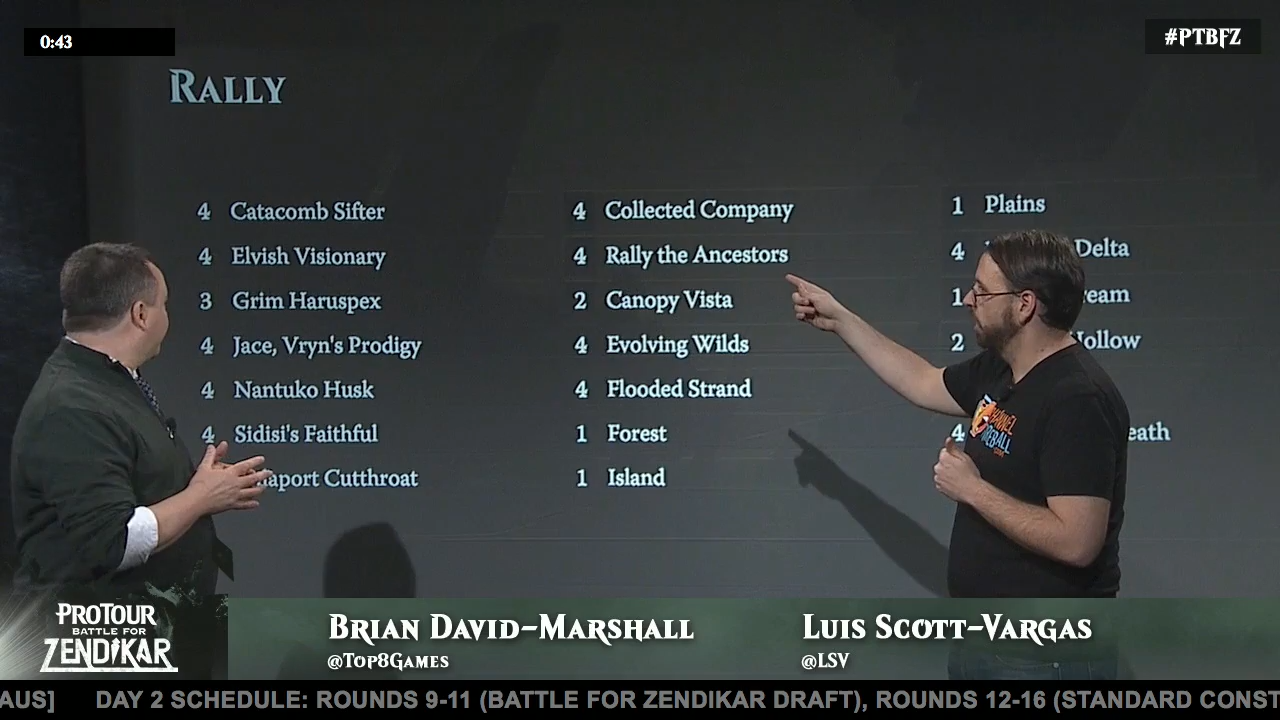 0:43
#PTBFZ
RALLY
4 Catacomb Sifter
4 Elvish Visionary
3 Grim Haruspex
4 Jace, Vryn's Prodigy
4 Nantuko Husk
4 Sidisi's Faithful
Cutthroat
4 Collected Company
4 Rally the Ancestors
2 Canopy Vista
4 Evolving Wilds
4 Flooded Strand
1 Forest
1 Island
1 Plains
4 Delta
1
2 Hollow
4
CHANNEL
FIREBALL
PROTOUR
BATTLE FOR
ZENDIKAR
BRIAN DAVID-MARSHALL
@TOP8GAMES
LUIS SCOTT-VARGAS
@LSV
AUS] DAY 2 SCHEDULE: ROUNDS 9-11 (BATTLE FOR ZENDIKAR DRAFT), ROUNDS 12-16 (STANDARD CONST